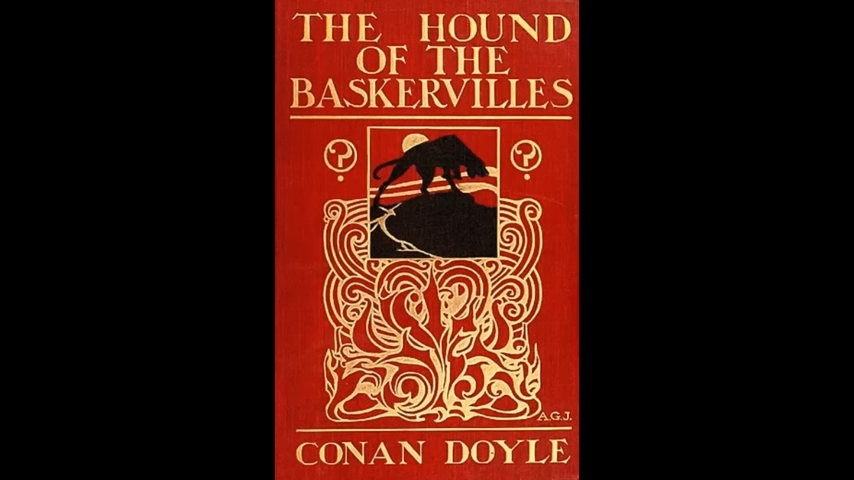 THE HOUND
OF THE
BASKERVILLES
? ?
A.G.J.
CONAN DOYLE